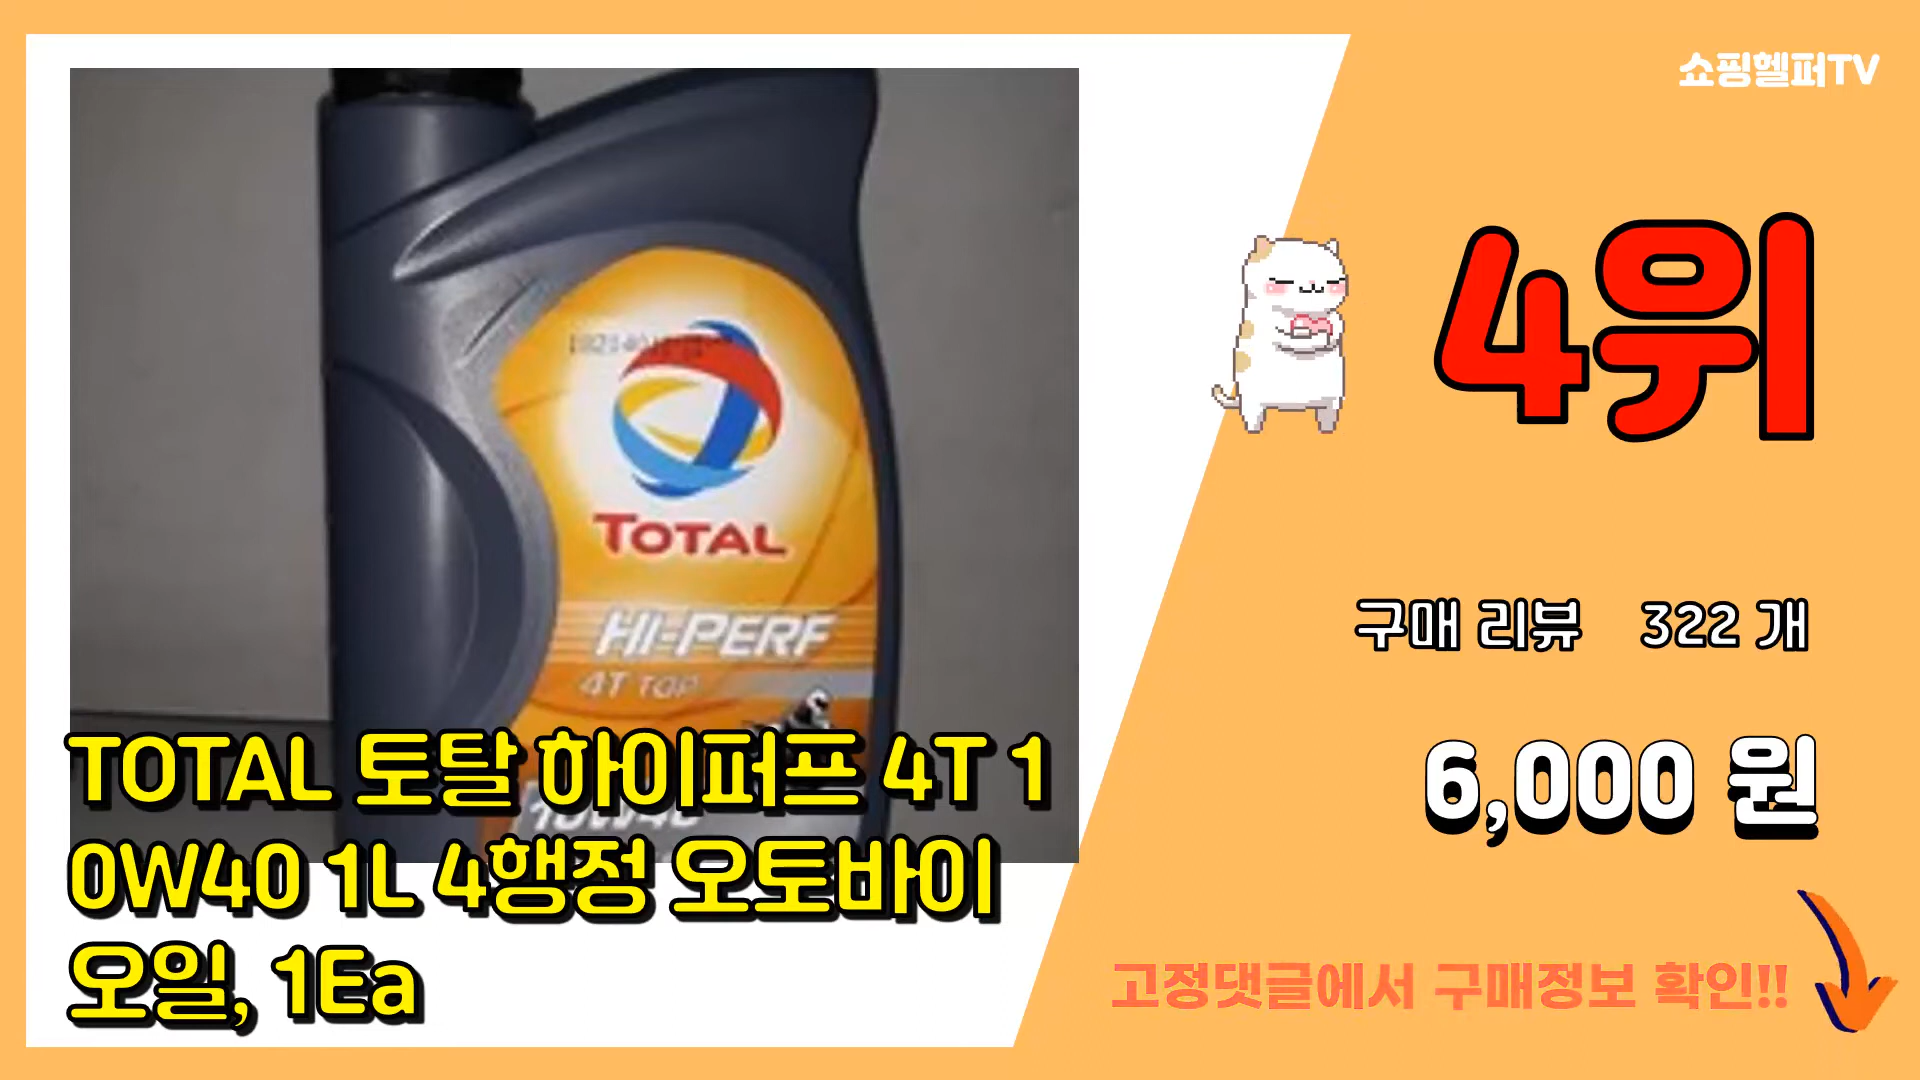 쇼핑헬퍼TV
4위
TOTAL
HI-PERF
4T TOP
구매 리뷰 322 개
6,000 원
TOTAL 토탈 하이퍼프 4T 1
0W40 1L 4행정 오토바이
오일, 1Ea
고정댓글에서 구매정보 확인!!